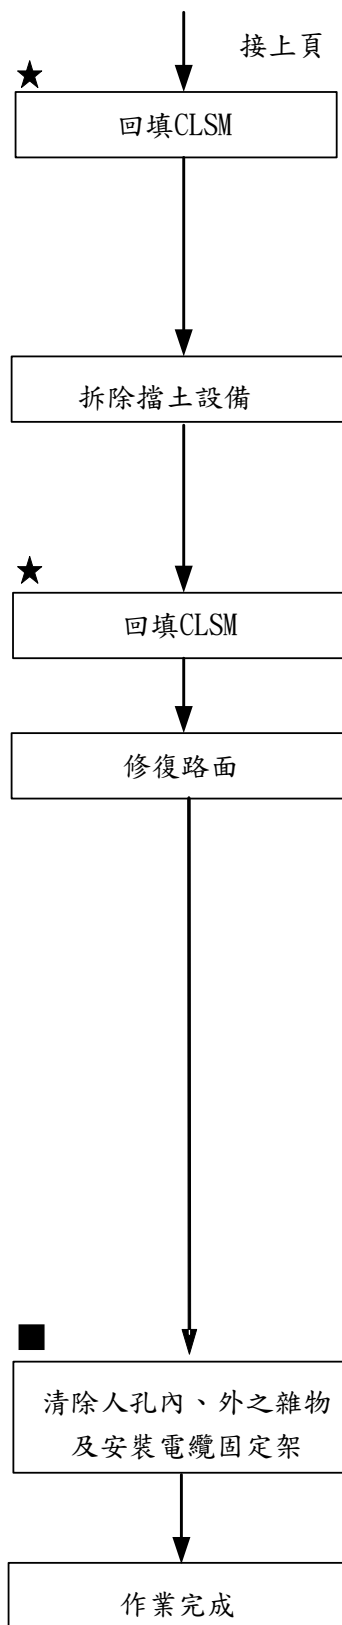 接上頁
★
回填CLSM
拆除擋土設備
★
回填CLSM
修復路面
■
清除人孔內、外之雜物
及安裝電纜固定架
作業完成